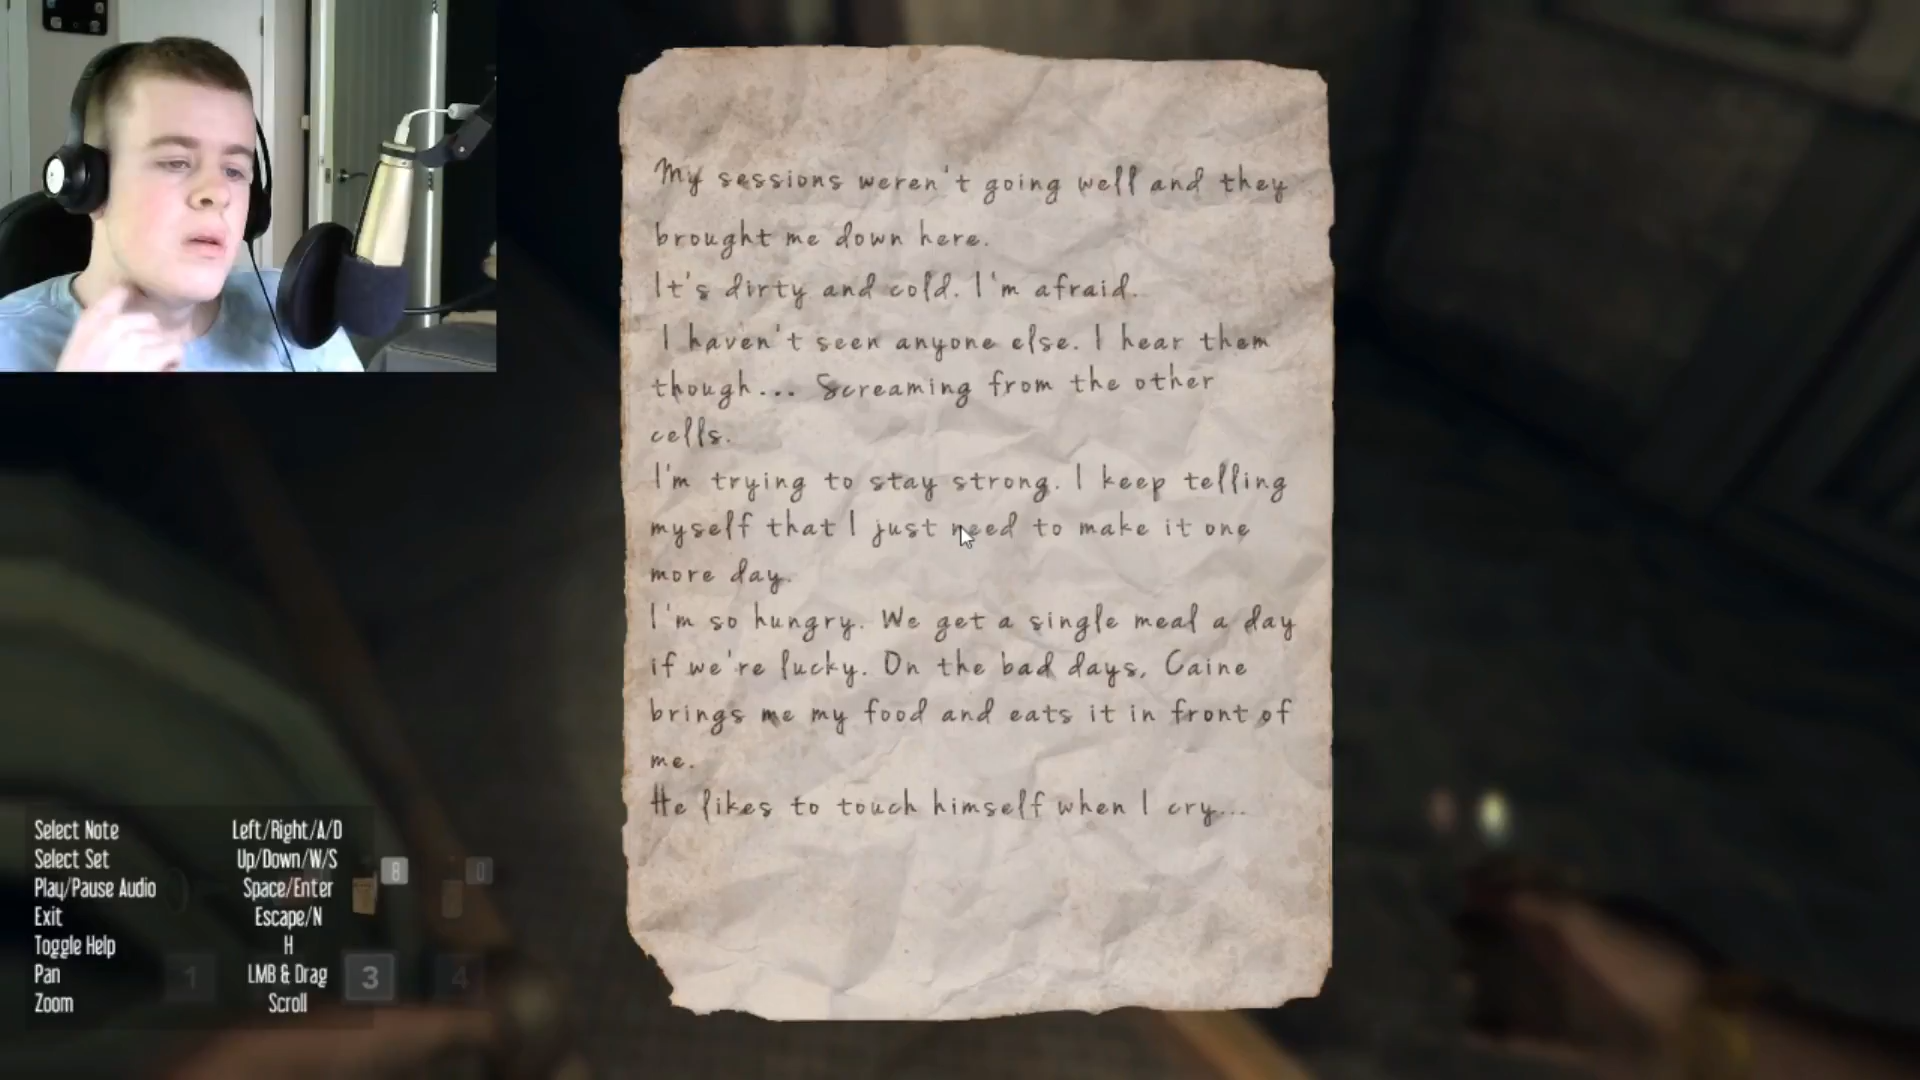 My sessions weren't going well and they
brought me down here.
It's dirty and cold. I'm afraid.
I haven't seen anyone else. I hear them
though... Screaming from the other
cells.
I'm trying to stay strong. I keep telling
myself that I just need to make it one
more day.
I'm so hungry. We get a single meal a day
if we're lucky. On the bad days, Caine
brings me my food and eats it in front of
me.
He likes to touch himself when I cry...
Select Note Left/Right/A/D
Select Set Up/Down/W/S
Play/Pause Audio Space/Enter
Exit Escape/N
Toggle Help H
Pan LMB & Drag
Zoom Scroll
8 0
1 3 4